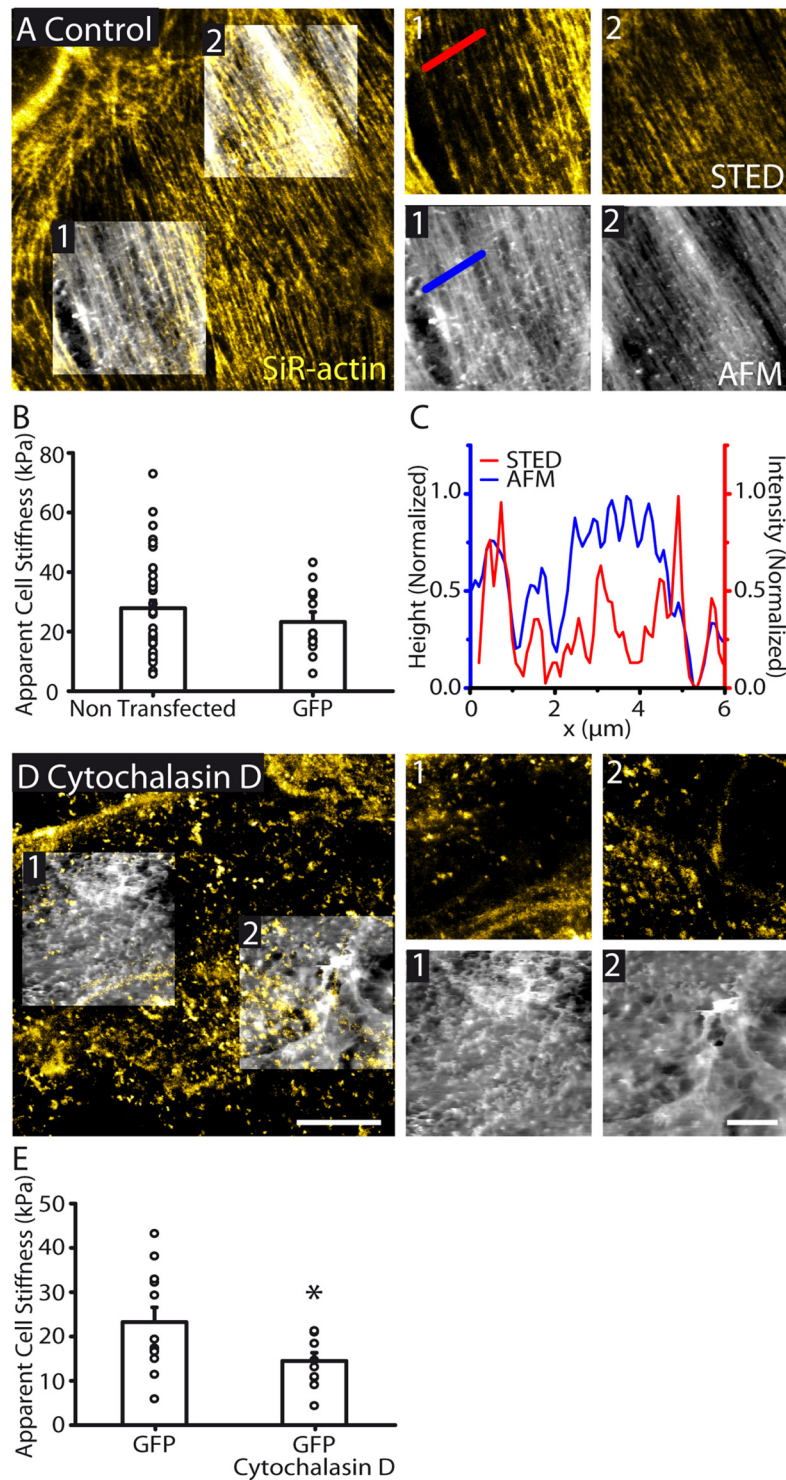 A Control
2
1
SiR-actin
1
2
STED
1
2
AFM
B
Apparent Cell Stiffness (kPa)
80
60
40
20
0
Non Transfected
GFP
C
Height (Normalized)
1.0
0.5
0.0
STED
AFM
Intensity (Normalized)
1.0
0.5
0.0
0
2
4
6
x (µm)
D Cytochalasin D
1
2
1
2
1
2
E
Apparent Cell Stiffness (kPa)
50
40
30
20
10
0
*
GFP
GFP
Cytochalasin D